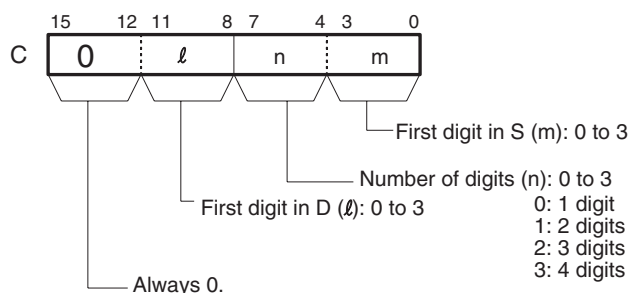 15 12 11 8 7 4 3 0
C 0 ℓ n m
First digit in S (m): 0 to 3
Number of digits (n): 0 to 3
First digit in D (ℓ): 0 to 3
0: 1 digit
1: 2 digits
2: 3 digits
3: 4 digits
Always 0.